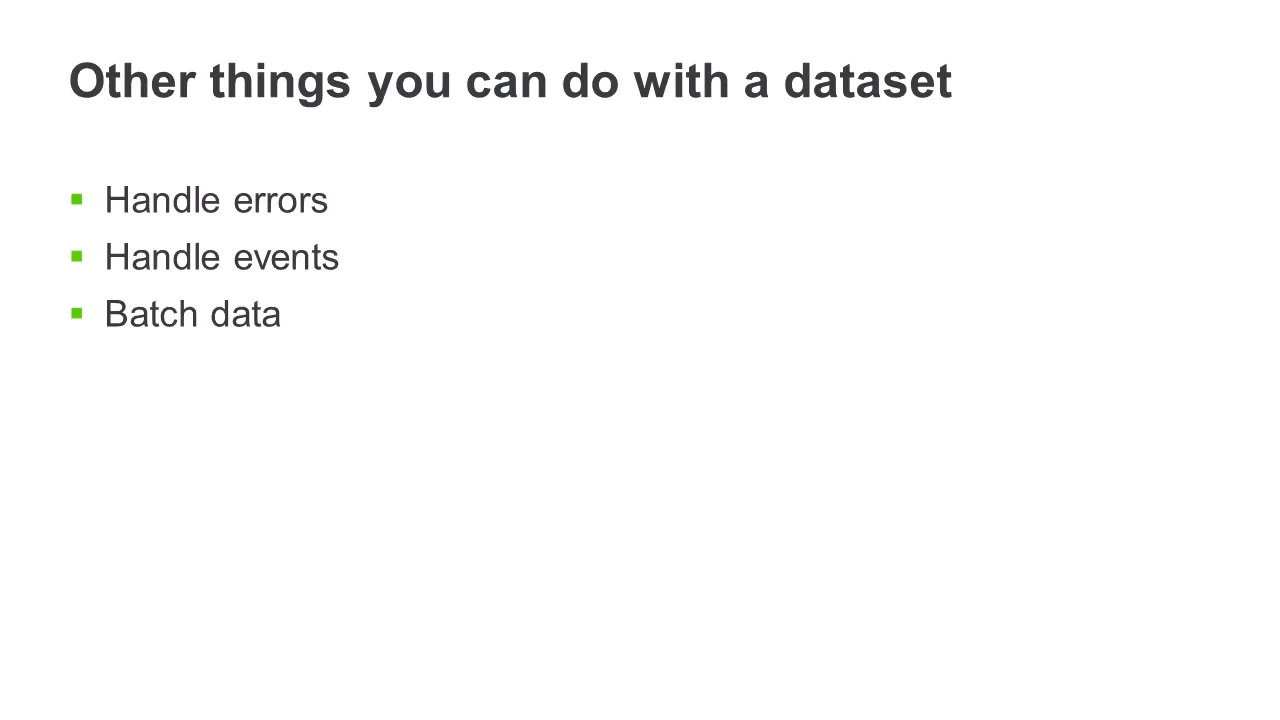 Other things you can do with a dataset
▪ Handle errors
▪ Handle events
▪ Batch data